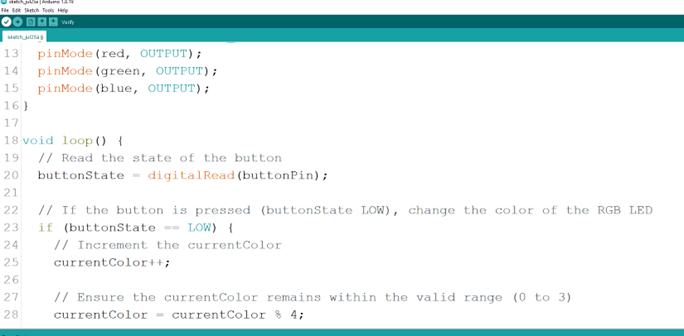 sketch_jul25a | Arduino 1.8.19
File Edit Sketch Tools Help
Verify
sketch_jul25a §
13 pinMode(red, OUTPUT);
14 pinMode(green, OUTPUT);
15 pinMode(blue, OUTPUT);
16 }
17
18 void loop() {
19 // Read the state of the button
20 buttonState = digitalRead(buttonPin);
21
22 // If the button is pressed (buttonState LOW), change the color of the RGB LED
23 if (buttonState == LOW) {
24 // Increment the currentColor
25 currentColor++;
26
27 // Ensure the currentColor remains within the valid range (0 to 3)
28 currentColor = currentColor % 4;